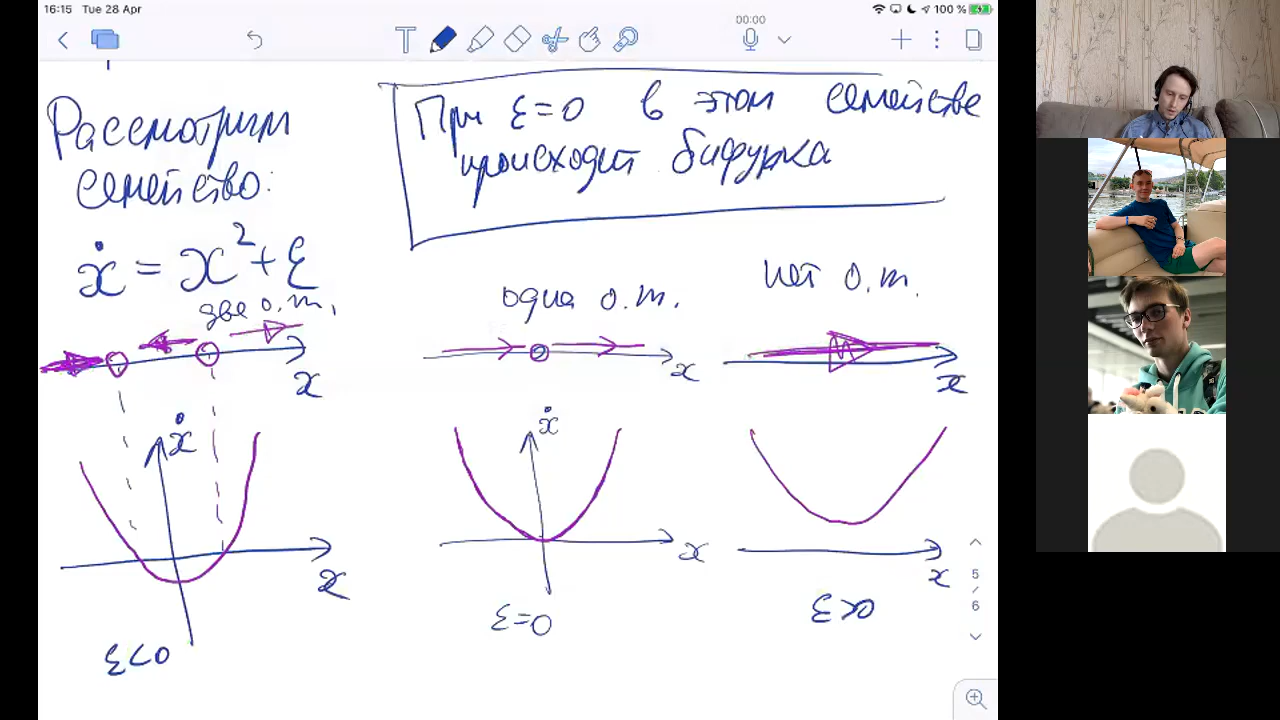 16:15 Tue 28 Apr
100 %
00:00
Рассмотрим
семейство:
ẋ = x² + ε
При ε=0 в этом семействе
происходит бифурка
две о.т.
одна о.т.
нет о.т.
x
x
x
ẋ
ẋ
x
x
x
ε<0
ε=0
ε>0
5
/
6